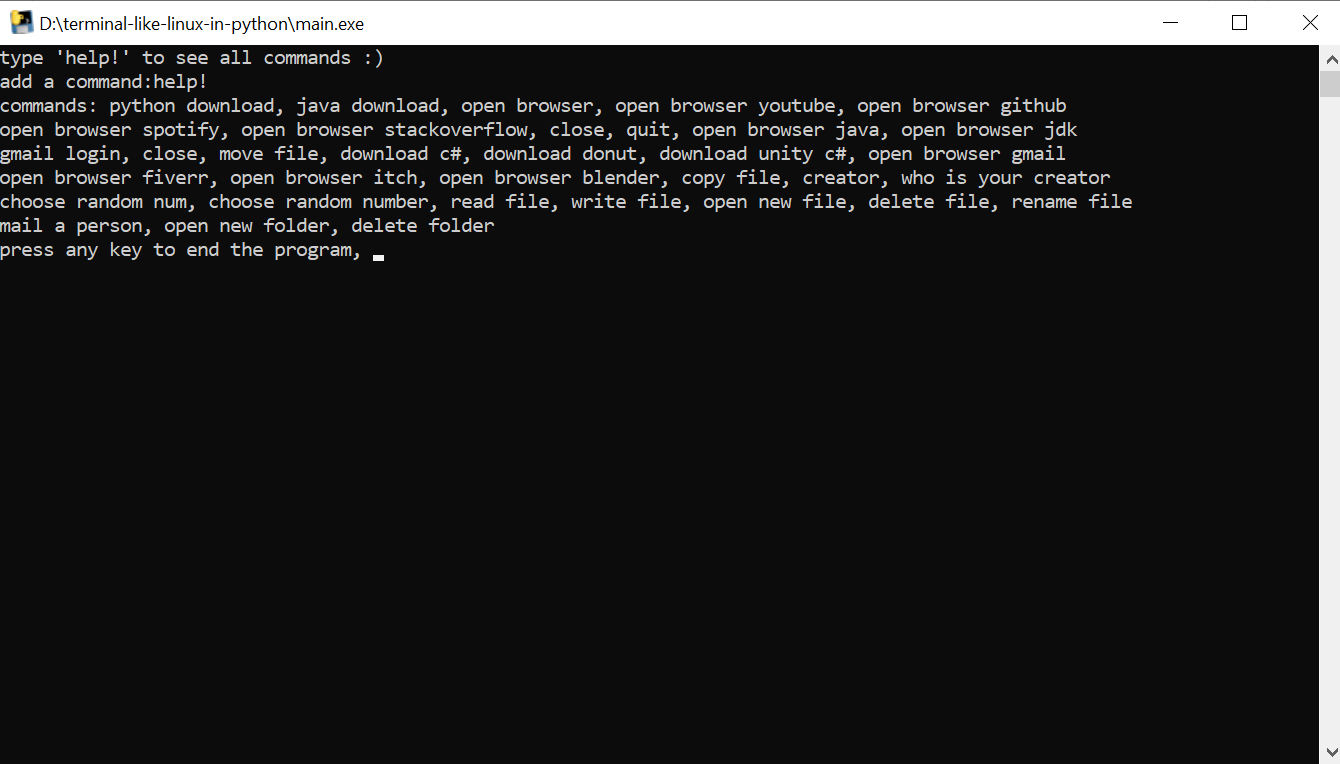 D:\terminal-like-linux-in-python\main.exe
type 'help!' to see all commands :)
add a command:help!
commands: python download, java download, open browser, open browser youtube, open browser github
open browser spotify, open browser stackoverflow, close, quit, open browser java, open browser jdk
gmail login, close, move file, download c#, download donut, download unity c#, open browser gmail
open browser fiverr, open browser itch, open browser blender, copy file, creator, who is your creator
choose random num, choose random number, read file, write file, open new file, delete file, rename file
mail a person, open new folder, delete folder
press any key to end the program,